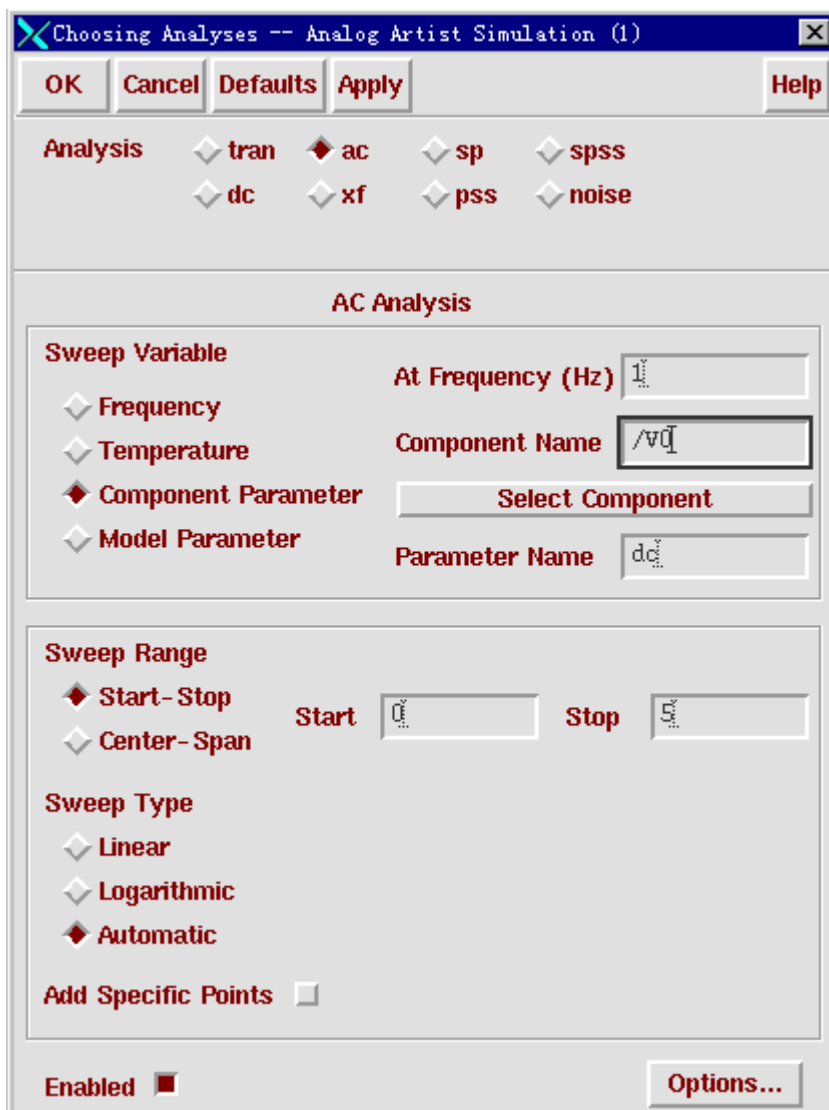 Choosing Analyses -- Analog Artist Simulation (1)
OK Cancel Defaults Apply Help
Analysis tran ac sp spss
dc xf pss noise
AC Analysis
Sweep Variable
At Frequency (Hz) 1
Frequency
Component Name /V0
Temperature
Component Parameter Select Component
Model Parameter
Parameter Name dc
Sweep Range
Start-Stop
Start 0 Stop 5
Center-Span
Sweep Type
Linear
Logarithmic
Automatic
Add Specific Points
Enabled Options...